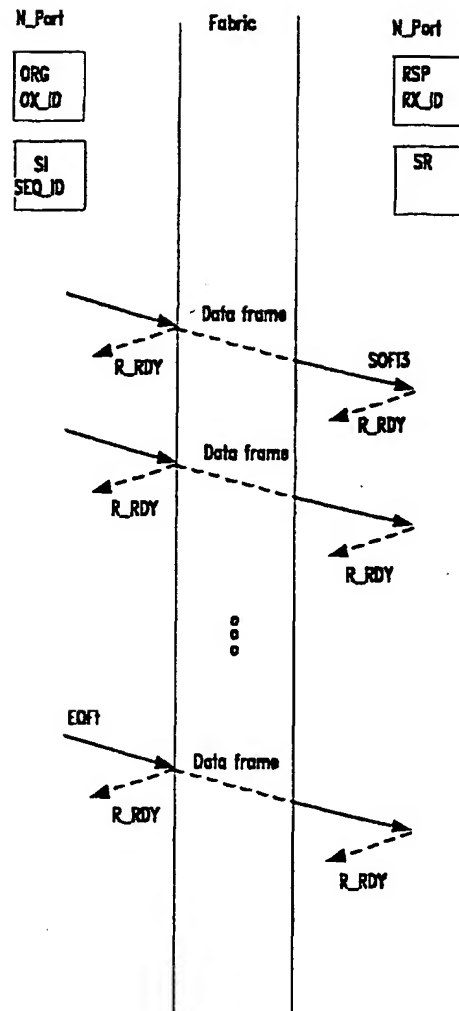 N_Port
Fabric
N_Port
ORG
OX_ID
RSP
RX_ID
SI
SEQ_ID
SR
Data frame
R_RDY
SOFi3
R_RDY
Data frame
R_RDY
R_RDY
EOFt
Data frame
R_RDY
R_RDY